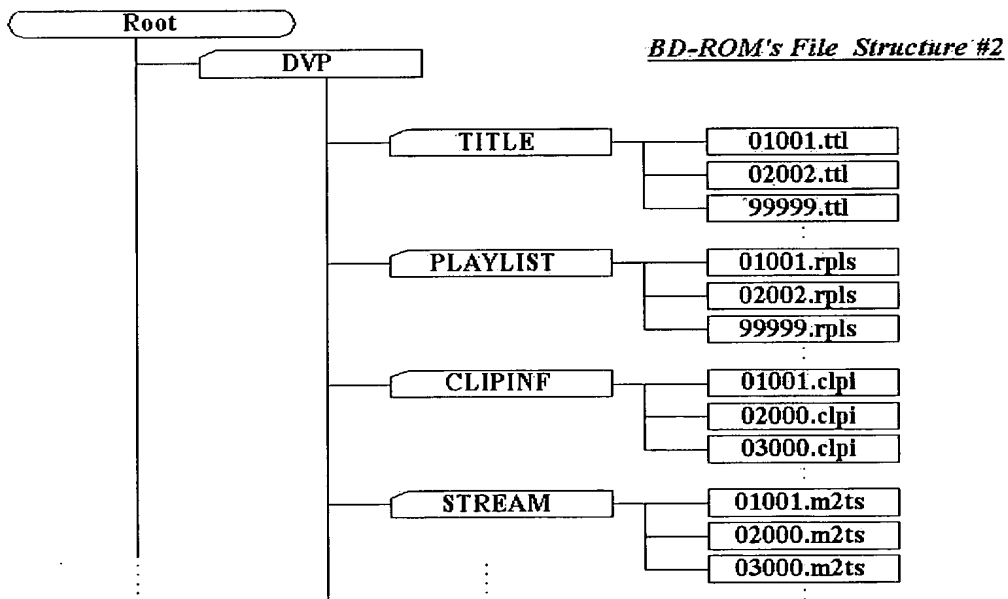 Root
BD-ROM's File Structure #2
DVP
TITLE
01001.ttl
02002.ttl
99999.ttl
PLAYLIST
01001.rpls
02002.rpls
99999.rpls
CLIPINF
01001.clpi
02000.clpi
03000.clpi
STREAM
01001.m2ts
02000.m2ts
03000.m2ts